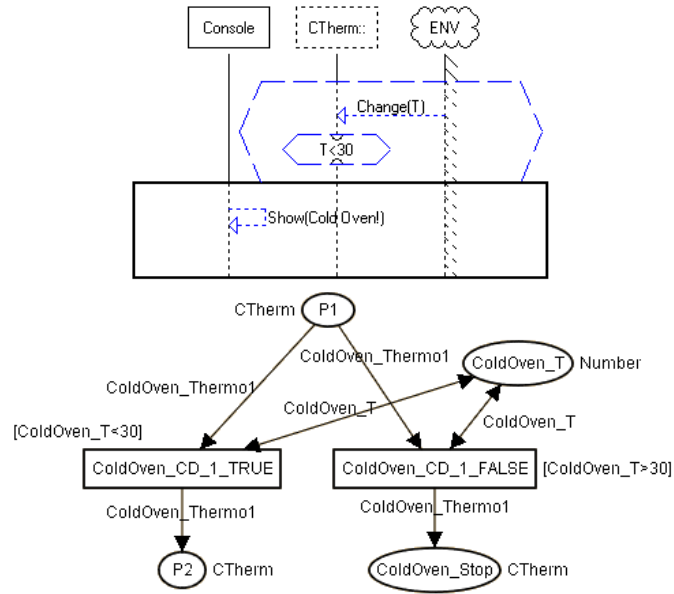 Console
CTherm::
ENV
Change(T)
T<30
Show(Cold Oven!)
CTherm
P1
ColdOven_Thermo1
ColdOven_T
Number
ColdOven_Thermo1
ColdOven_T
ColdOven_T
[ColdOven_T<30]
ColdOven_CD_1_TRUE
ColdOven_CD_1_FALSE
[ColdOven_T>30]
ColdOven_Thermo1
ColdOven_Thermo1
P2
CTherm
ColdOven_Stop
CTherm